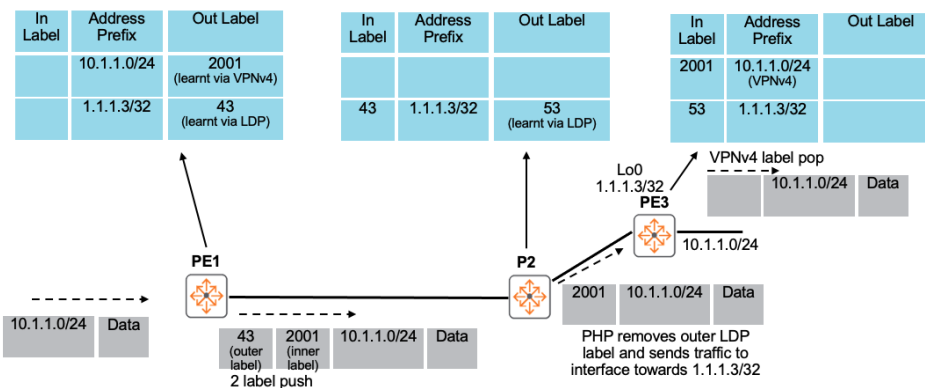 In
Label
Address
Prefix
Out Label
10.1.1.0/24
2001
(learnt via VPNv4)
1.1.1.3/32
43
(learnt via LDP)
In
Label
Address
Prefix
Out Label
43
1.1.1.3/32
53
(learnt via LDP)
In
Label
Address
Prefix
Out Label
2001
10.1.1.0/24
(VPNv4)
53
1.1.1.3/32
VPNv4 label pop
10.1.1.0/24
Data
Lo0
1.1.1.3/32
PE3
10.1.1.0/24
PE1
P2
10.1.1.0/24
Data
43
(outer
label)
2001
(inner
label)
10.1.1.0/24
Data
2 label push
2001
10.1.1.0/24
Data
PHP removes outer LDP
label and sends traffic to
interface towards 1.1.1.3/32